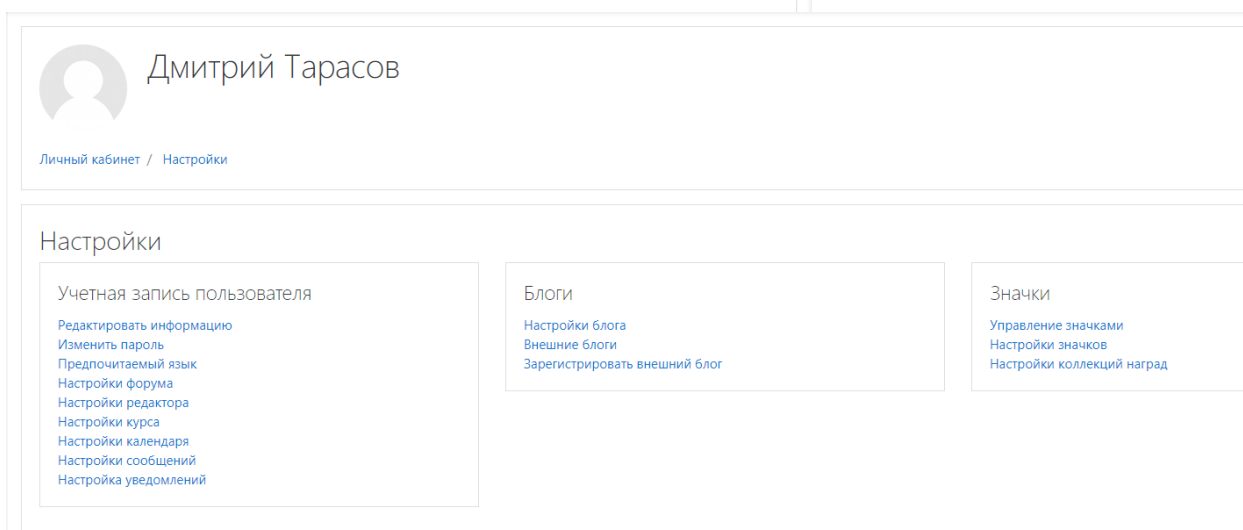 Дмитрий Тарасов
Личный кабинет / Настройки
Настройки
Учетная запись пользователя
Редактировать информацию
Изменить пароль
Предпочитаемый язык
Настройки форума
Настройки редактора
Настройки курса
Настройки календаря
Настройки сообщений
Настройка уведомлений
Блоги
Настройки блога
Внешние блоги
Зарегистрировать внешний блог
Значки
Управление значками
Настройки значков
Настройки коллекций наград